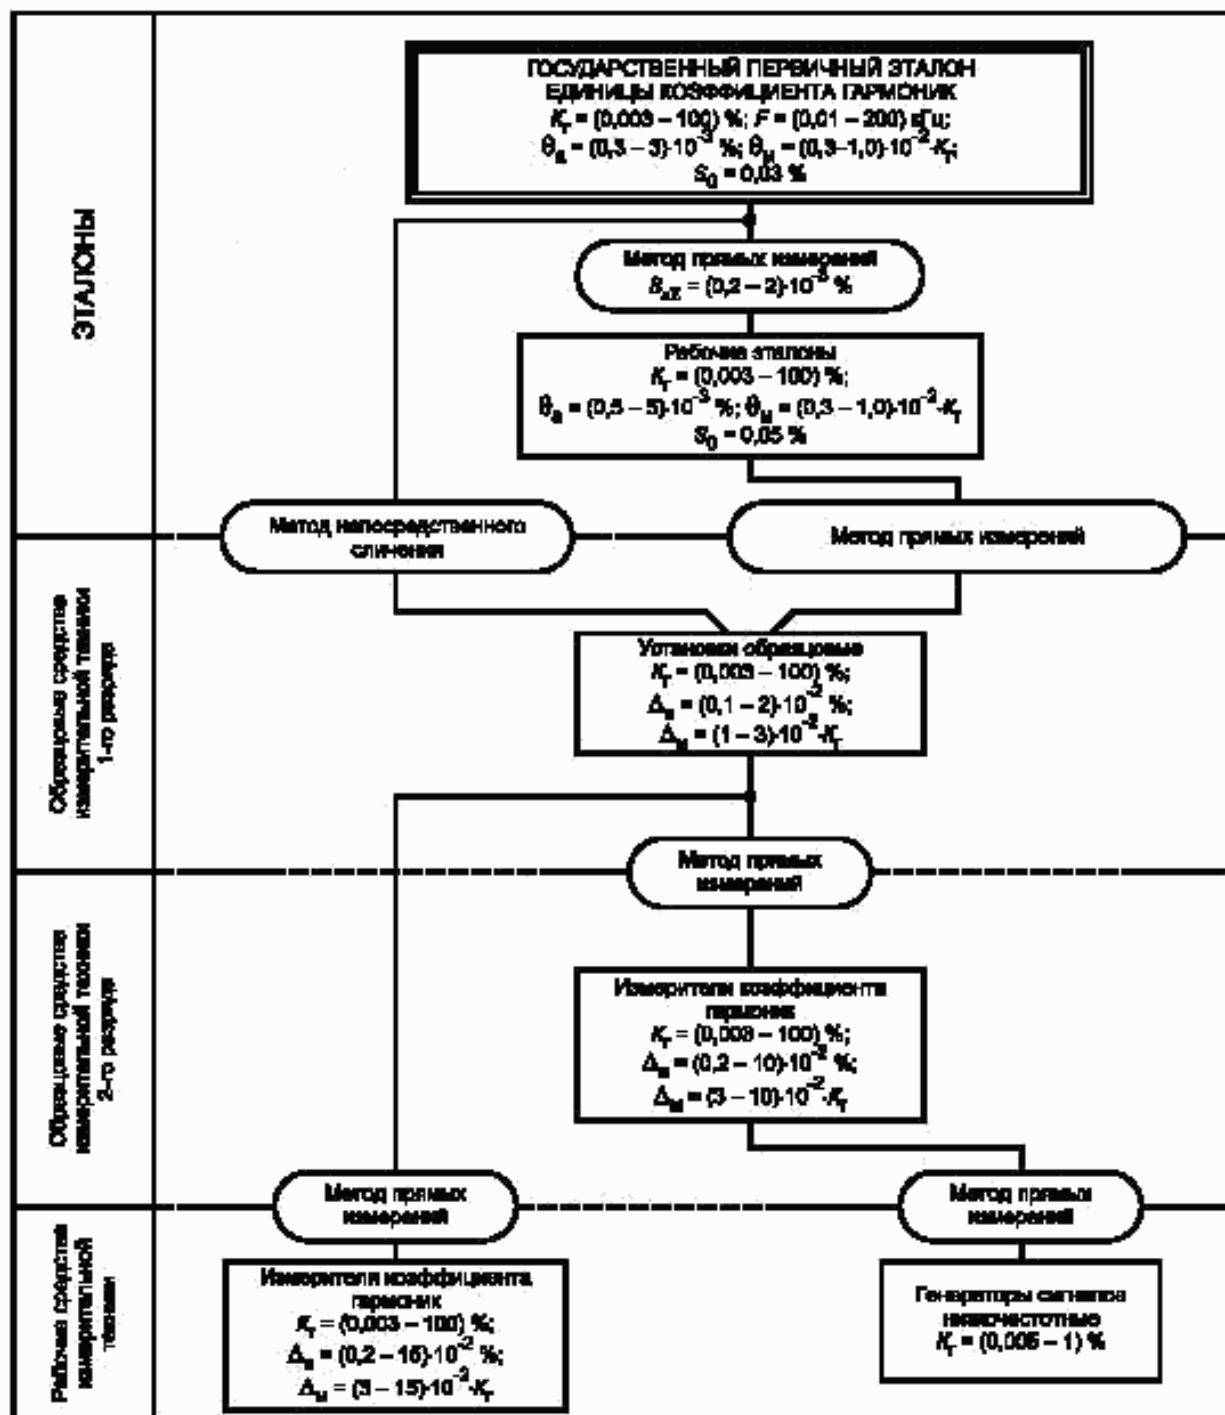 ГОСУДАРСТВЕННЫЙ ПЕРВИЧНЫЙ ЭТАЛОН
ЕДИНИЦЫ КОЭФФИЦИЕНТА ГАРМОНИК
Kг = (0,003 – 100) %; F = (0,01 – 200) кГц;
θа = (0,3 – 3)·10⁻³ %; θм = (0,3–1,0)·10⁻²·Kг;
S₀ = 0,03 %
ЭТАЛОНЫ
Метод прямых измерений
= (0,2 – 2)·10⁻³ %
Рабочие эталоны
Kг = (0,003 – 100) %;
θа = (0,5 – 5)·10⁻³ %; θм = (0,3 – 1,0)·10⁻²·Kг
S₀ = 0,05 %
Метод непосредственного
сличения
Метод прямых измерений
Образцовые средства
измерительной техники
1-го разряда
Установки образцовые
Kг = (0,003 – 100) %;
Δа = (0,1 – 2)·10⁻² %;
Δм = (1 – 3)·10⁻²·Kг
Метод прямых
измерений
Образцовые средства
измерительной техники
2-го разряда
Измерители коэффициента
гармоник
Kг = (0,003 – 100) %;
Δа = (0,2 – 10)·10⁻² %;
Δм = (3 – 10)·10⁻²·Kг
Метод прямых
измерений
Метод прямых
измерений
Рабочие средства
измерительной
техники
Измерители коэффициента
гармоник
Kг = (0,003 – 100) %;
Δа = (0,2 – 15)·10⁻² %;
Δм = (3 – 15)·10⁻²·Kг
Генераторы сигналов
низкочастотные
Kг = (0,005 – 1) %